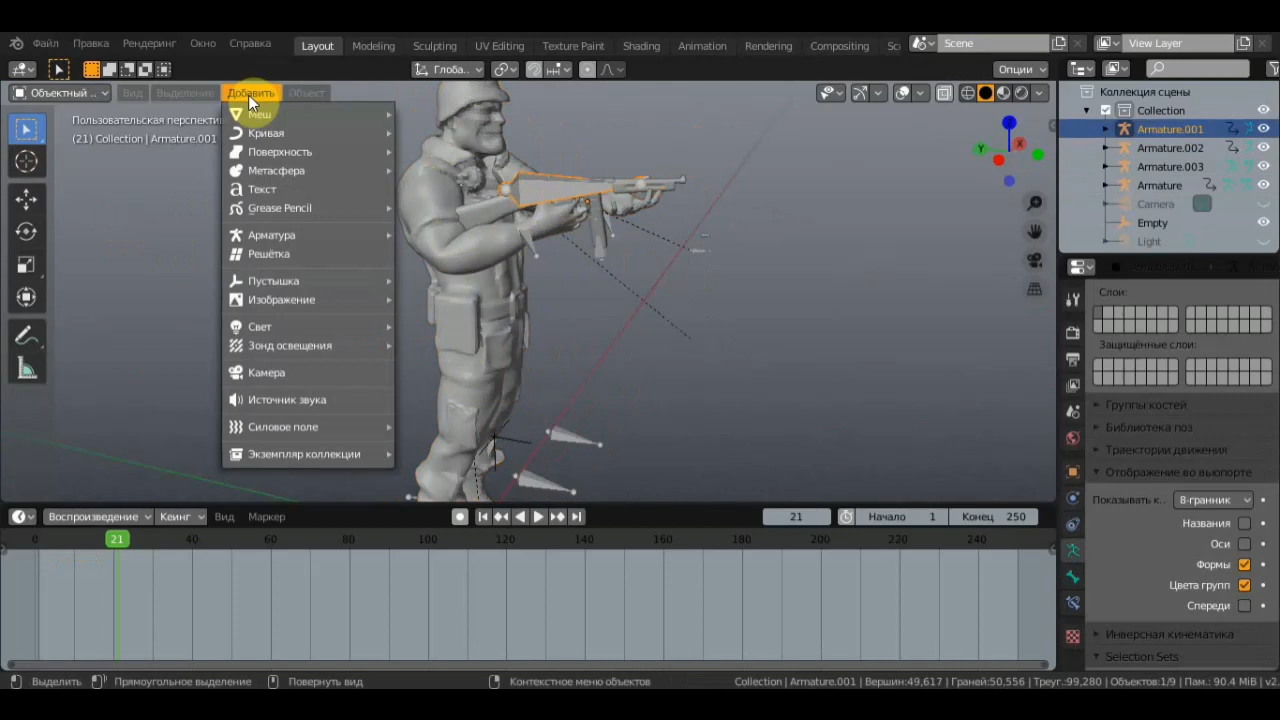 Файл Правка Рендеринг Окно Справка Layout Modeling Sculpting UV Editing Texture Paint Shading Animation Rendering Compositing Sc Scene View Layer
Глоба.. Опции
Объектный .. Вид Выделение Добавить Объект
Пользовательская перспектив
(21) Collection | Armature.001
Меш
Кривая
Поверхность
Метасфера
Текст
Grease Pencil
Арматура
Решётка
Пустышка
Изображение
Свет
Зонд освещения
Камера
Источник звука
Силовое поле
Экземпляр коллекции
Z
Y
X
Коллекция сцены
Collection
Armature.001
Armature.002
Armature.003
Armature
Camera
Empty
Light
Слои:
Защищённые слои:
Группы костей
Библиотека поз
Траектории движения
Отображение во вьюпорте
Показывать к.. 8-гранник
Названия
Оси
Формы
Цвета групп
Спереди
Инверсная кинематика
Selection Sets
Воспроизведение Кеинг Вид Маркер 21 Начало 1 Конец 250
0 21 40 60 80 100 120 140 160 180 200 220 240
Выделить Прямоугольное выделение Повернуть вид Контекстное меню объектов Collection | Armature.001 | Вершин:49,617 | Граней:50,556 | Треуг.:99,280 | Объектов:1/9 | Пам.: 90.4 MiB | v2.